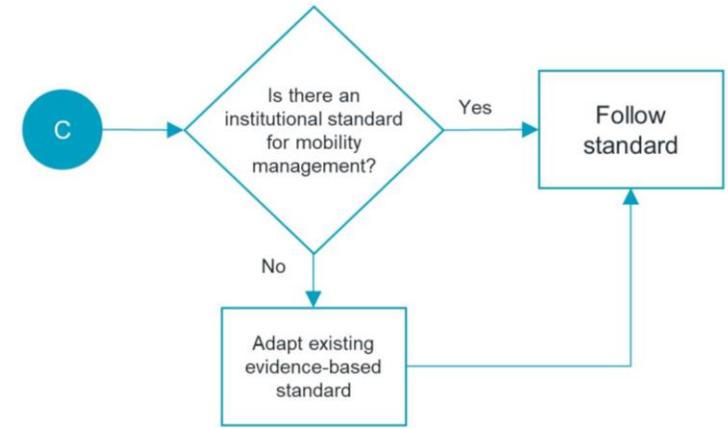 C
Is there an
institutional standard
for mobility
management?
Yes
Follow
standard
No
Adapt existing
evidence-based
standard